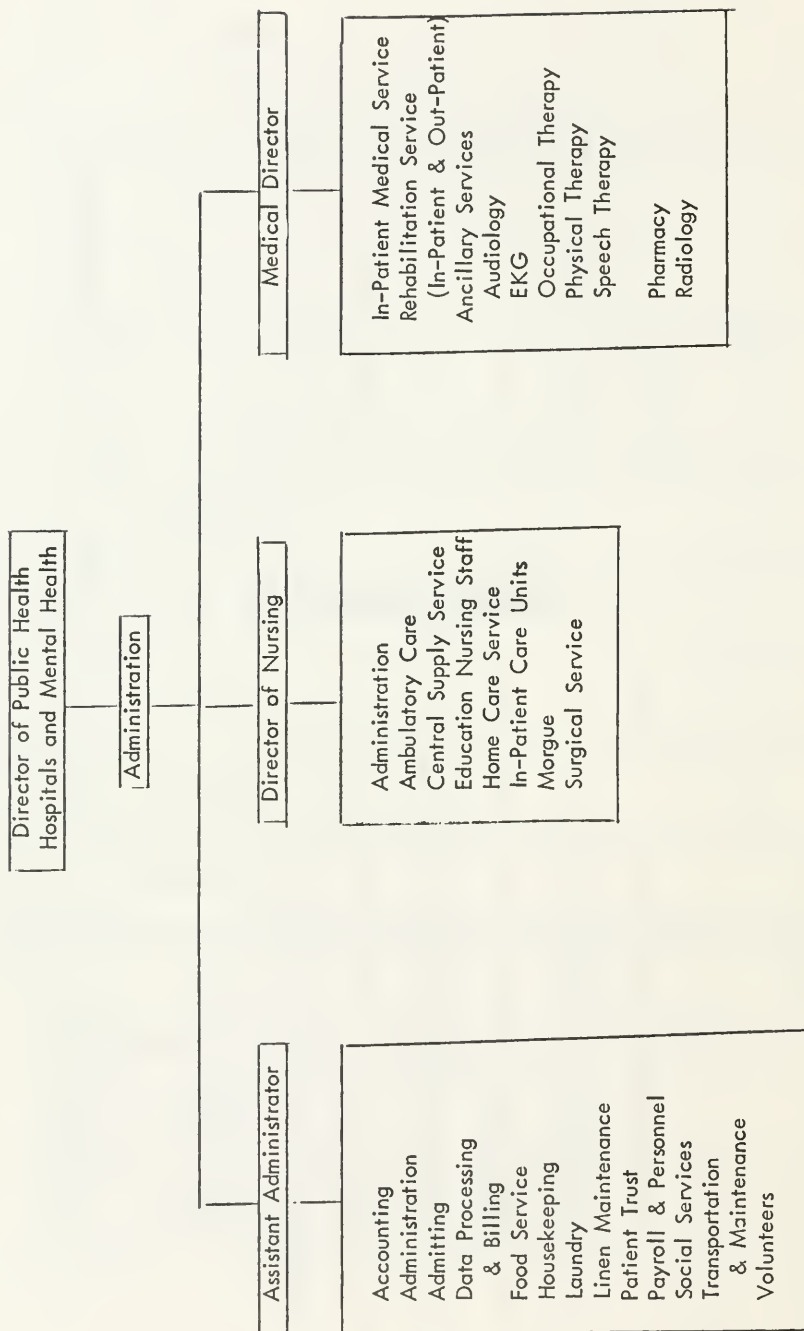 Director of Public Health
Hospitals and Mental Health
Administration
Assistant Administrator
Accounting
Administration
Admitting
Data Processing
& Billing
Food Service
Housekeeping
Laundry
Linen Maintenance
Patient Trust
Payroll & Personnel
Social Services
Transportation
& Maintenance
Volunteers
Director of Nursing
Administration
Ambulatory Care
Central Supply Service
Education Nursing Staff
Home Care Service
In-Patient Care Units
Morgue
Surgical Service
Medical Director
In-Patient Medical Service
Rehabilitation Service
(In-Patient & Out-Patient)
Ancillary Services
Audiology
EKG
Occupational Therapy
Physical Therapy
Speech Therapy
Pharmacy
Radiology